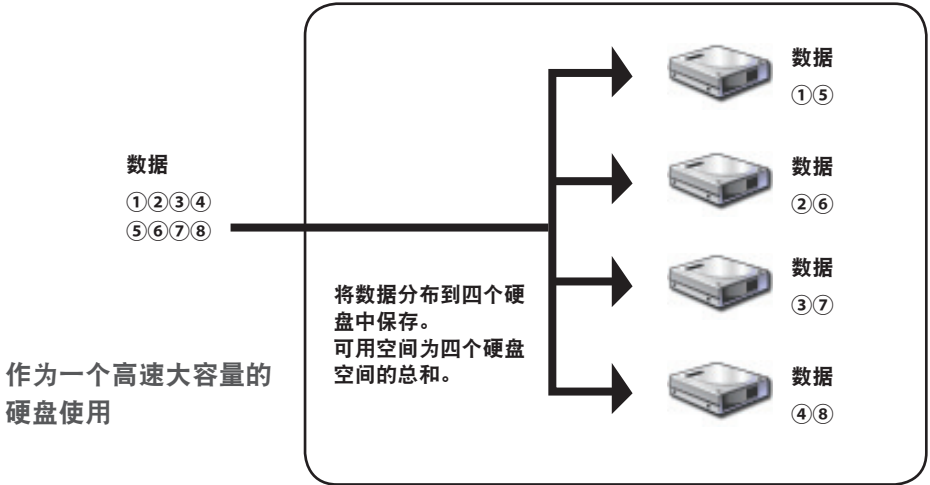 数据
①②③④
⑤⑥⑦⑧
作为一个高速大容量的
硬盘使用
将数据分布到四个硬
盘中保存。
可用空间为四个硬盘
空间的总和。
数据
①⑤
数据
②⑥
数据
③⑦
数据
④⑧